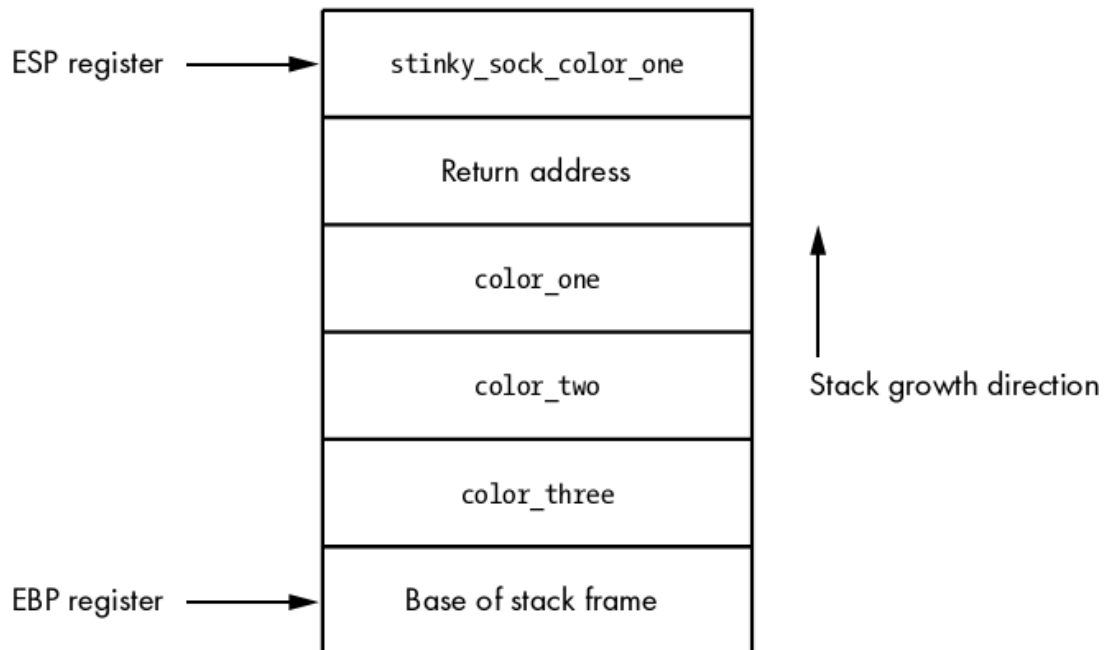 ESP register
stinky_sock_color_one
Return address
color_one
color_two
Stack growth direction
color_three
EBP register
Base of stack frame